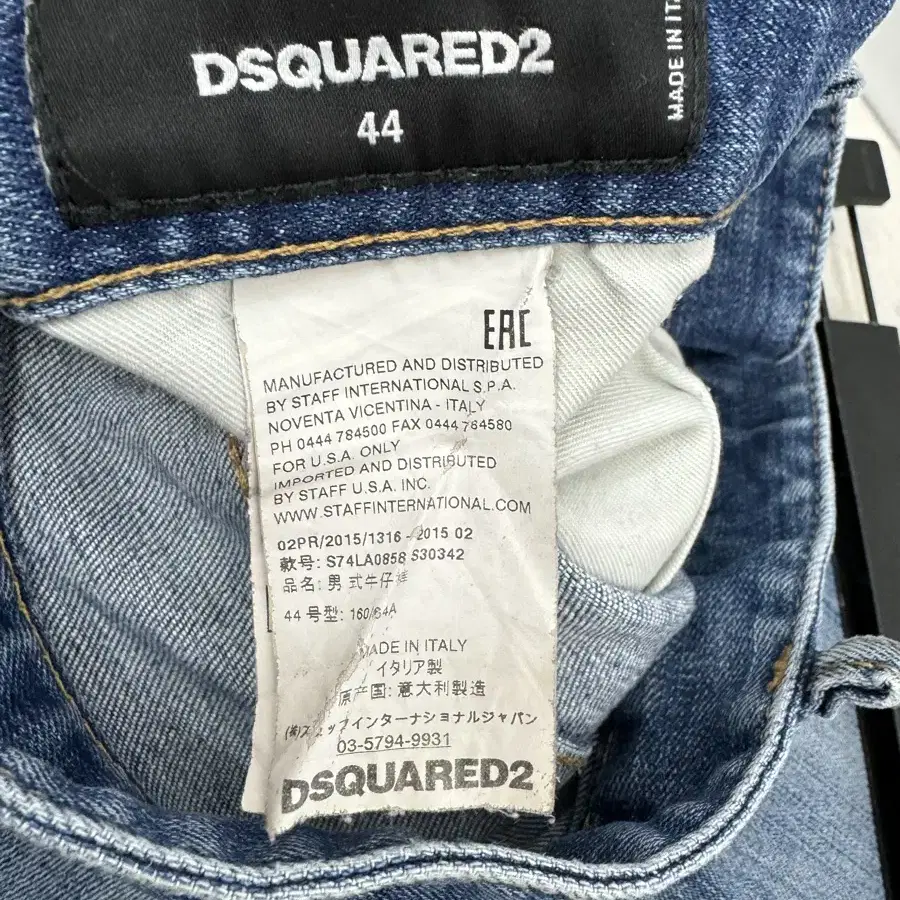 DSQUARED2
44
MADE IN ITA
EAC
MANUFACTURED AND DISTRIBUTED
BY STAFF INTERNATIONAL S.P.A.
NOVENTA VICENTINA - ITALY
PH 0444 784500 FAX 0444 784580
FOR U.S.A. ONLY
IMPORTED AND DISTRIBUTED
BY STAFF U.S.A. INC.
WWW.STAFFINTERNATIONAL.COM
02PR/2015/1316 - 2015 02
款号: S74LA0858 S30342
品名: 男 式牛仔裤
44 号型: 160/64A
MADE IN ITALY
イタリア製
原产国: 意大利製造
(株)スタッフインターナショナルジャパン
03-5794-9931
DSQUARED2